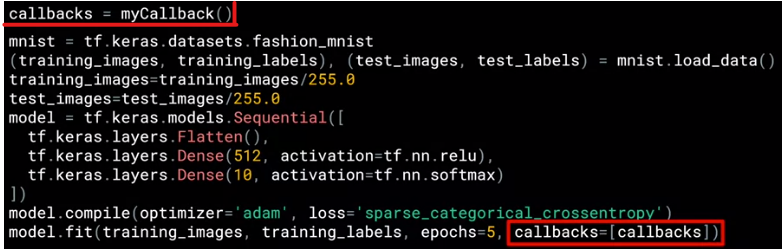 callbacks = myCallback()
mnist = tf.keras.datasets.fashion_mnist
(training_images, training_labels), (test_images, test_labels) = mnist.load_data()
training_images=training_images/255.0
test_images=test_images/255.0
model = tf.keras.models.Sequential([
  tf.keras.layers.Flatten(),
  tf.keras.layers.Dense(512, activation=tf.nn.relu),
  tf.keras.layers.Dense(10, activation=tf.nn.softmax)
])
model.compile(optimizer='adam', loss='sparse_categorical_crossentropy')
model.fit(training_images, training_labels, epochs=5, callbacks=[callbacks])